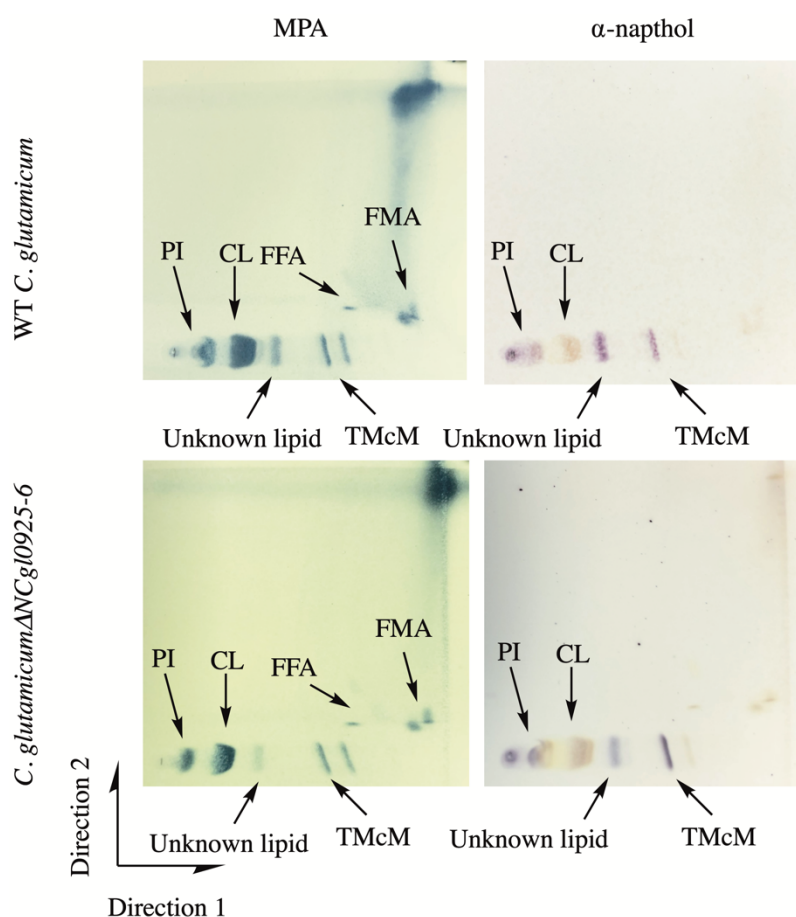 MPA
α-napthol
WT C. glutamicum
PI
CL
FFA
FMA
PI
CL
Unknown lipid
TMcM
Unknown lipid
TMcM
C. glutamicumΔNCgl0925-6
PI
CL
FFA
FMA
PI
CL
Unknown lipid
TMcM
Unknown lipid
TMcM
Direction 2
Direction 1